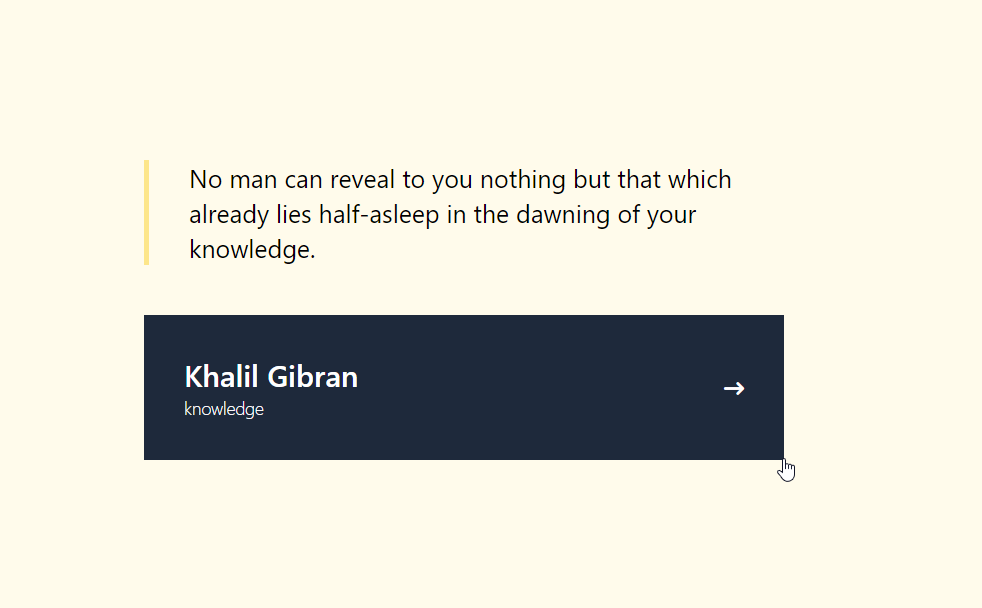 No man can reveal to you nothing but that which
already lies half-asleep in the dawning of your
knowledge.
Khalil Gibran
knowledge